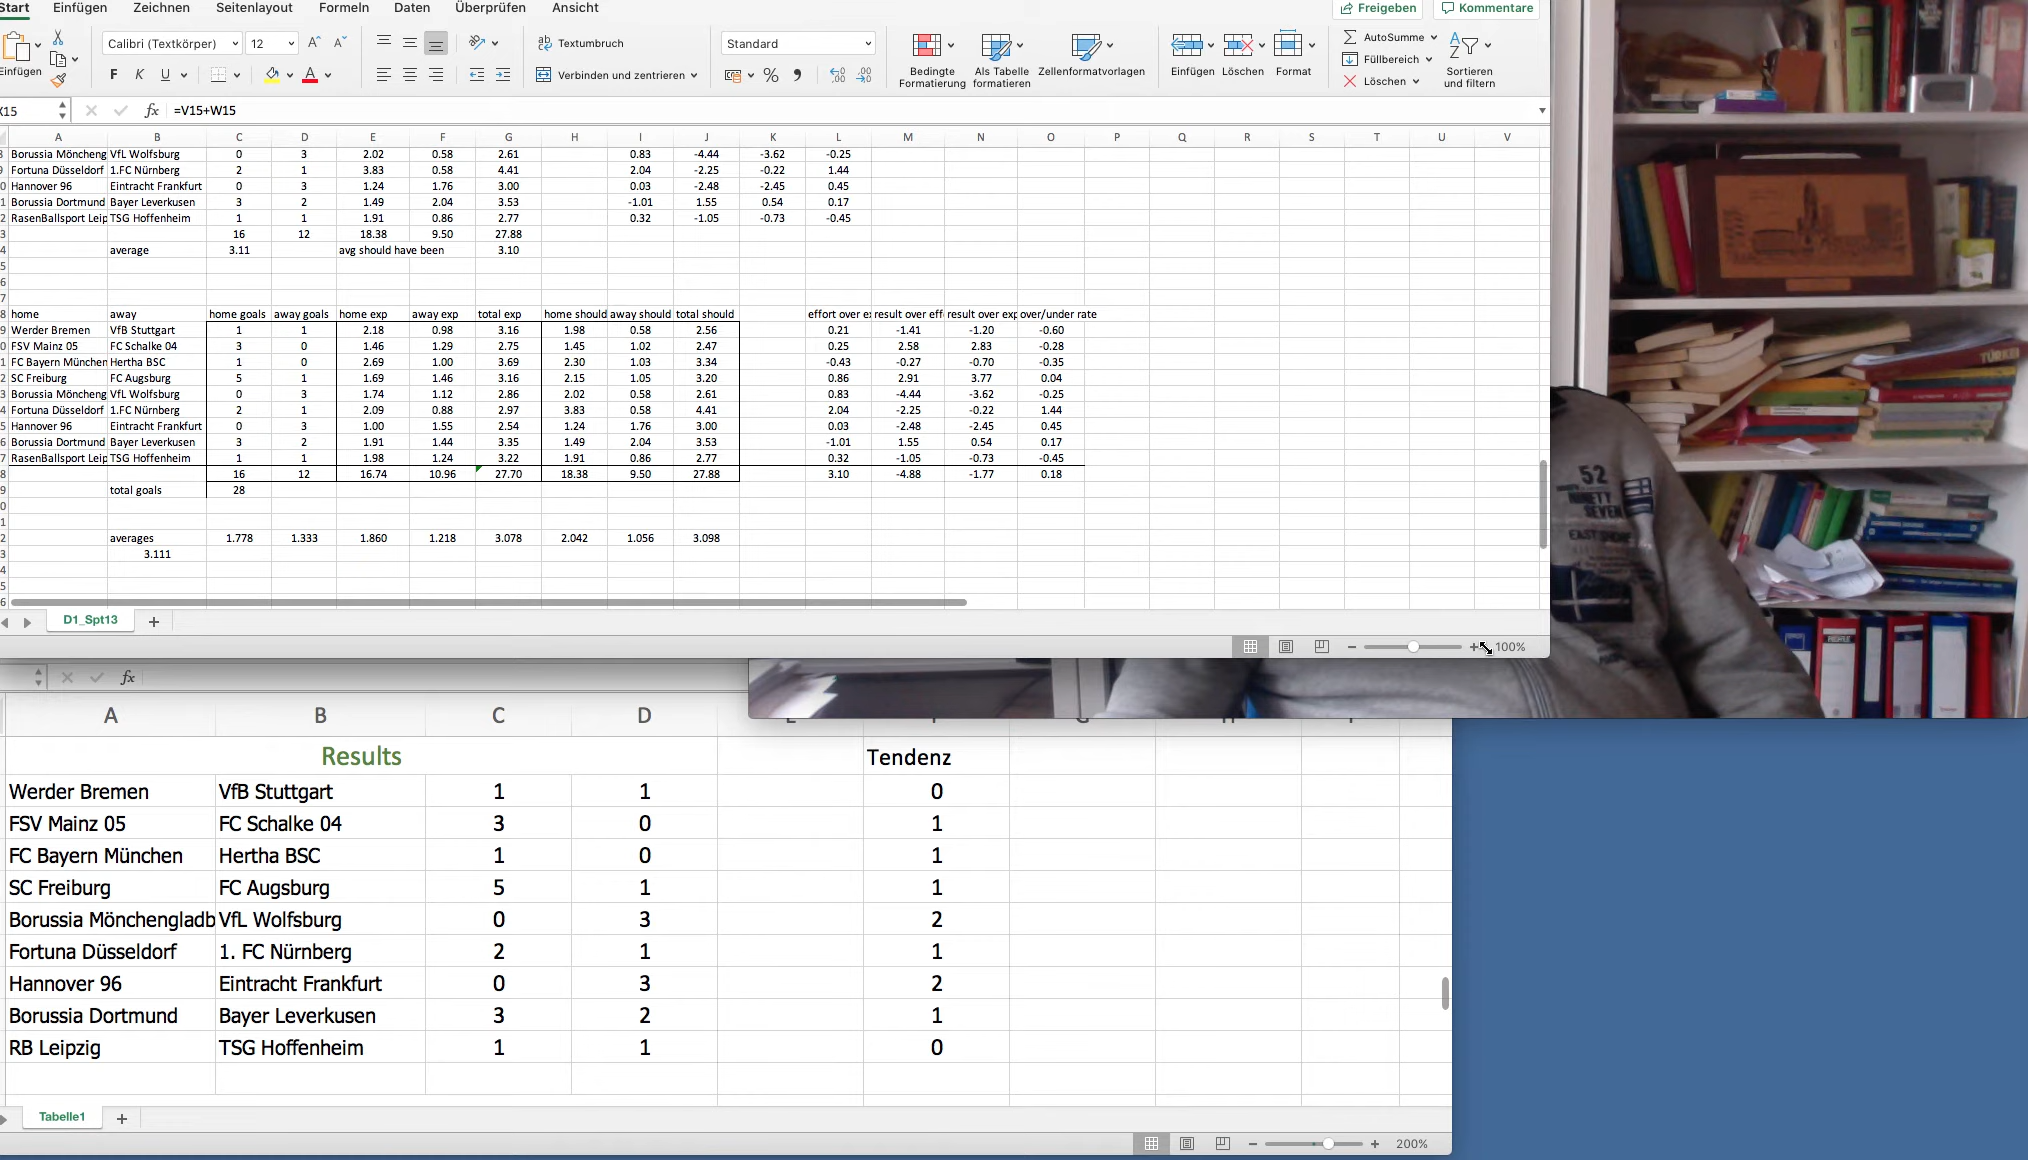 Start Einfügen Zeichnen Seitenlayout Formeln Daten Überprüfen Ansicht Freigeben Kommentare
Calibri (Textkörper) 12 Textumbruch Standard AutoSumme
Füllbereich
Einfügen F K U Verbinden und zentrieren Bedingte Formatierung Als Tabelle formatieren Zellenformatvorlagen Einfügen Löschen Format Löschen Sortieren und filtern
X15 fx =V15+W15
A B C D E F G H I J K L M N O P Q R S T U V
Borussia Möncheng VfL Wolfsburg 0 3 2.02 0.58 2.61 0.83 -4.44 -3.62 -0.25
Fortuna Düsseldorf 1.FC Nürnberg 2 1 3.83 0.58 4.41 2.04 -2.25 -0.22 1.44
Hannover 96 Eintracht Frankfurt 0 3 1.24 1.76 3.00 0.03 -2.48 -2.45 0.45
Borussia Dortmund Bayer Leverkusen 3 2 1.49 2.04 3.53 -1.01 1.55 0.54 0.17
RasenBallsport Leip TSG Hoffenheim 1 1 1.91 0.86 2.77 0.32 -1.05 -0.73 -0.45
16 12 18.38 9.50 27.88
average 3.11 avg should have been 3.10
home away home goals away goals home exp away exp total exp home should away should total should effort over ex result over eff result over exp over/under rate
Werder Bremen VfB Stuttgart 1 1 2.18 0.98 3.16 1.98 0.58 2.56 0.21 -1.41 -1.20 -0.60
FSV Mainz 05 FC Schalke 04 3 0 1.46 1.29 2.75 1.45 1.02 2.47 0.25 2.58 2.83 -0.28
FC Bayern München Hertha BSC 1 0 2.69 1.00 3.69 2.30 1.03 3.34 -0.43 -0.27 -0.70 -0.35
SC Freiburg FC Augsburg 5 1 1.69 1.46 3.16 2.15 1.05 3.20 0.86 2.91 3.77 0.04
Borussia Möncheng VfL Wolfsburg 0 3 1.74 1.12 2.86 2.02 0.58 2.61 0.83 -4.44 -3.62 -0.25
Fortuna Düsseldorf 1.FC Nürnberg 2 1 2.09 0.88 2.97 3.83 0.58 4.41 2.04 -2.25 -0.22 1.44
Hannover 96 Eintracht Frankfurt 0 3 1.00 1.55 2.54 1.24 1.76 3.00 0.03 -2.48 -2.45 0.45
Borussia Dortmund Bayer Leverkusen 3 2 1.91 1.44 3.35 1.49 2.04 3.53 -1.01 1.55 0.54 0.17
RasenBallsport Leip TSG Hoffenheim 1 1 1.98 1.24 3.22 1.91 0.86 2.77 0.32 -1.05 -0.73 -0.45
16 12 16.74 10.96 27.70 18.38 9.50 27.88 3.10 -4.88 -1.77 0.18
total goals 28
averages 1.778 1.333 1.860 1.218 3.078 2.042 1.056 3.098
3.111
D1_Spt13
100%
52
NINETY
SEVEN
fx
A B C D
Results Tendenz
Werder Bremen VfB Stuttgart 1 1 0
FSV Mainz 05 FC Schalke 04 3 0 1
FC Bayern München Hertha BSC 1 0 1
SC Freiburg FC Augsburg 5 1 1
Borussia Mönchengladb VfL Wolfsburg 0 3 2
Fortuna Düsseldorf 1. FC Nürnberg 2 1 1
Hannover 96 Eintracht Frankfurt 0 3 2
Borussia Dortmund Bayer Leverkusen 3 2 1
RB Leipzig TSG Hoffenheim 1 1 0
Tabelle1
200%